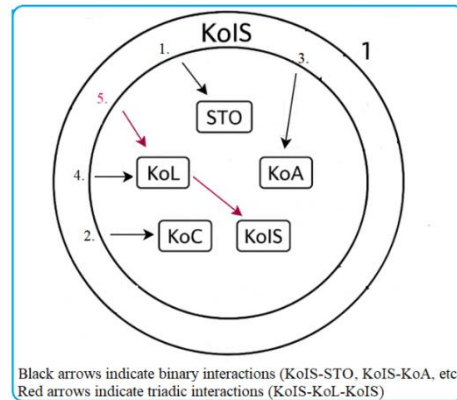 KoIS
1
1.
3.
STO
5.
4.
KoL
KoA
2.
KoC
KoIS
Black arrows indicate binary interactions (KoIS-STO, KoIS-KoA, etc
Red arrows indicate triadic interactions (KoIS-KoL-KoIS)